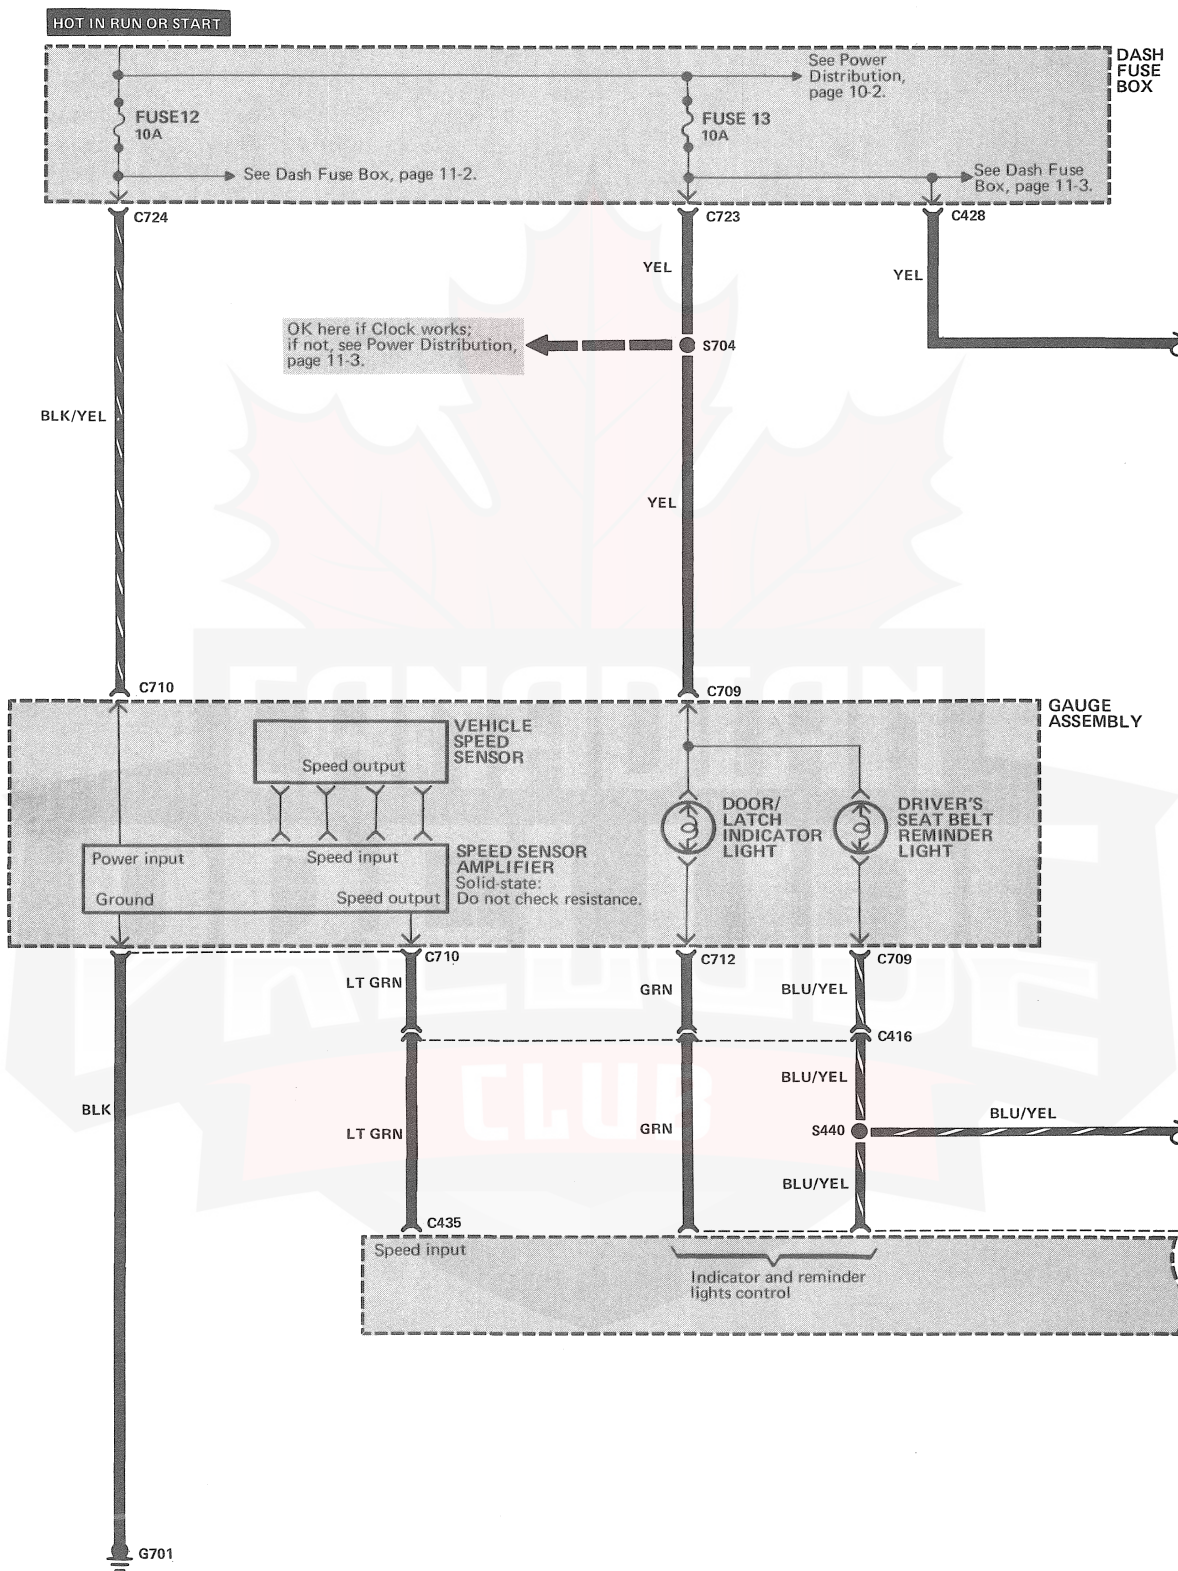 HOT IN RUN OR START
DASH
FUSE
BOX
See Power
Distribution,
page 10-2.
FUSE12
10A
FUSE 13
10A
See Dash Fuse Box, page 11-2.
See Dash Fuse
Box, page 11-3.
C724
C723
C428
YEL
YEL
OK here if Clock works;
if not, see Power Distribution,
page 11-3.
S704
BLK/YEL
YEL
CANADIAN
PRELUDE
CLUB
C710
C709
GAUGE
ASSEMBLY
VEHICLE
SPEED
SENSOR
Speed output
DOOR/
LATCH
INDICATOR
LIGHT
DRIVER'S
SEAT BELT
REMINDER
LIGHT
Power input
Speed input
Ground
Speed output
SPEED SENSOR
AMPLIFIER
Solid-state:
Do not check resistance.
C710
C712
C709
LT GRN
GRN
BLU/YEL
C416
BLU/YEL
BLK
LT GRN
GRN
S440
BLU/YEL
BLU/YEL
C435
Speed input
Indicator and reminder
lights control
G701